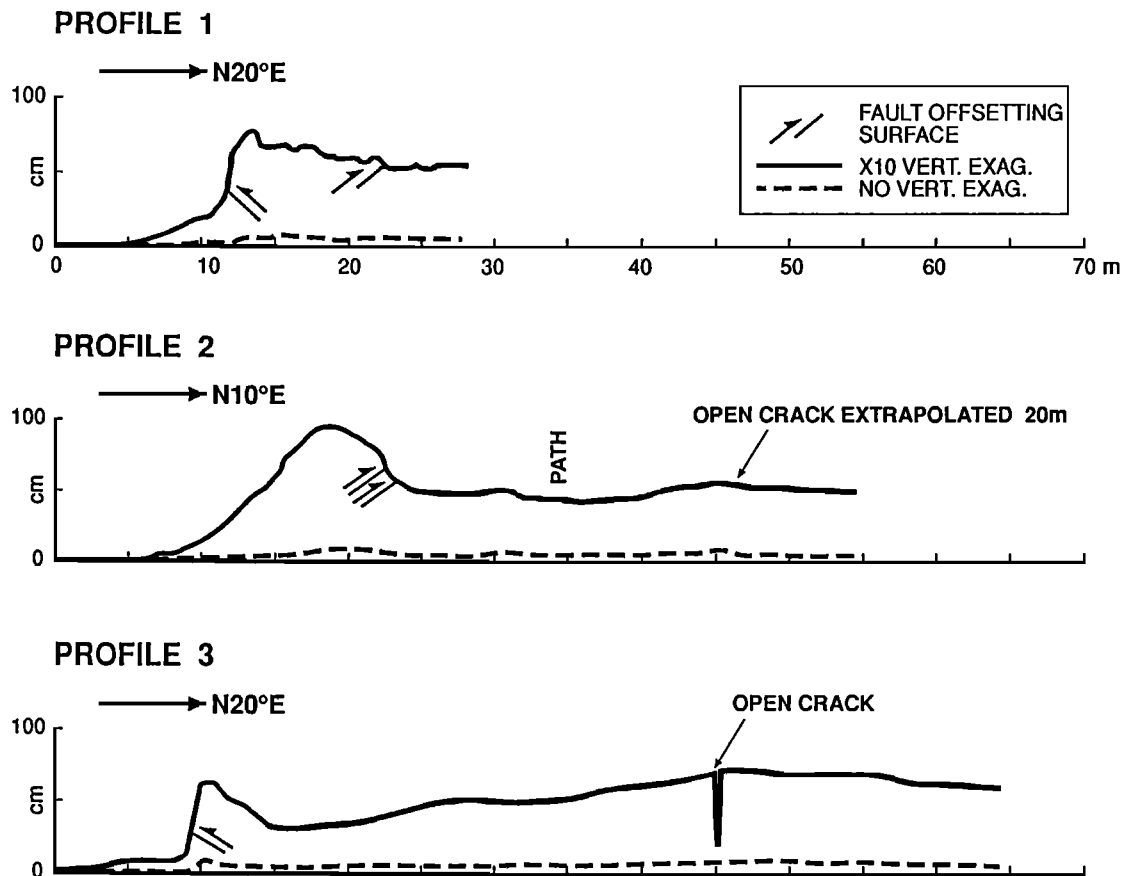 PROFILE 1
N20°E
100
cm
0
0 10 20 30 40 50 60 70 m
FAULT OFFSETTING
SURFACE
X10 VERT. EXAG.
NO VERT. EXAG.
PROFILE 2
N10°E
100
cm
0
PATH
OPEN CRACK EXTRAPOLATED 20m
PROFILE 3
N20°E
100
cm
0
OPEN CRACK